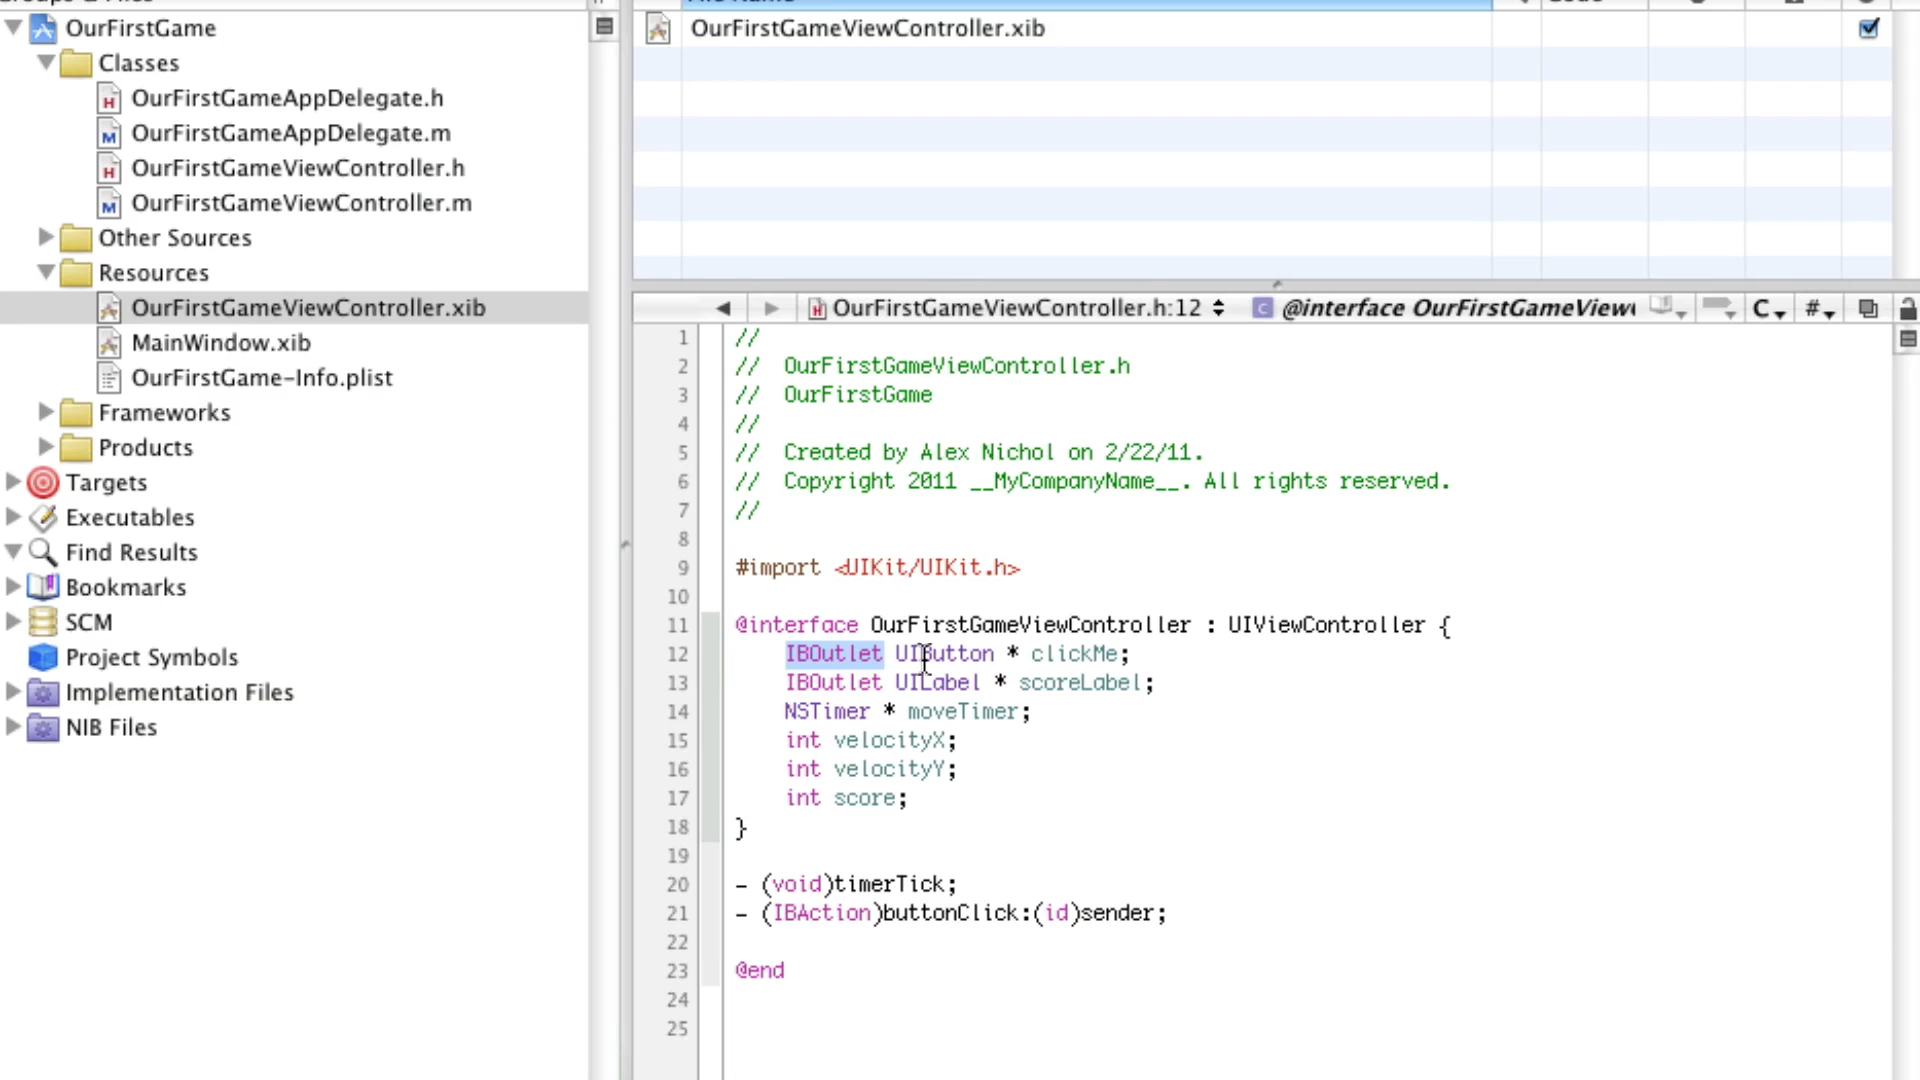 OurFirstGame
Classes
OurFirstGameAppDelegate.h
OurFirstGameAppDelegate.m
OurFirstGameViewController.h
OurFirstGameViewController.m
Other Sources
Resources
OurFirstGameViewController.xib
MainWindow.xib
OurFirstGame-Info.plist
Frameworks
Products
Targets
Executables
Find Results
Bookmarks
SCM
Project Symbols
Implementation Files
NIB Files
OurFirstGameViewController.xib
OurFirstGameViewController.h:12 @interface OurFirstGameView C #
1 //
2 //  OurFirstGameViewController.h
3 //  OurFirstGame
4 //
5 //  Created by Alex Nichol on 2/22/11.
6 //  Copyright 2011 __MyCompanyName__. All rights reserved.
7 //
8
9 #import <UIKit/UIKit.h>
10
11 @interface OurFirstGameViewController : UIViewController {
12     IBOutlet UIButton * clickMe;
13     IBOutlet UILabel * scoreLabel;
14     NSTimer * moveTimer;
15     int velocityX;
16     int velocityY;
17     int score;
18 }
19
20 - (void)timerTick;
21 - (IBAction)buttonClick:(id)sender;
22
23 @end
24
25